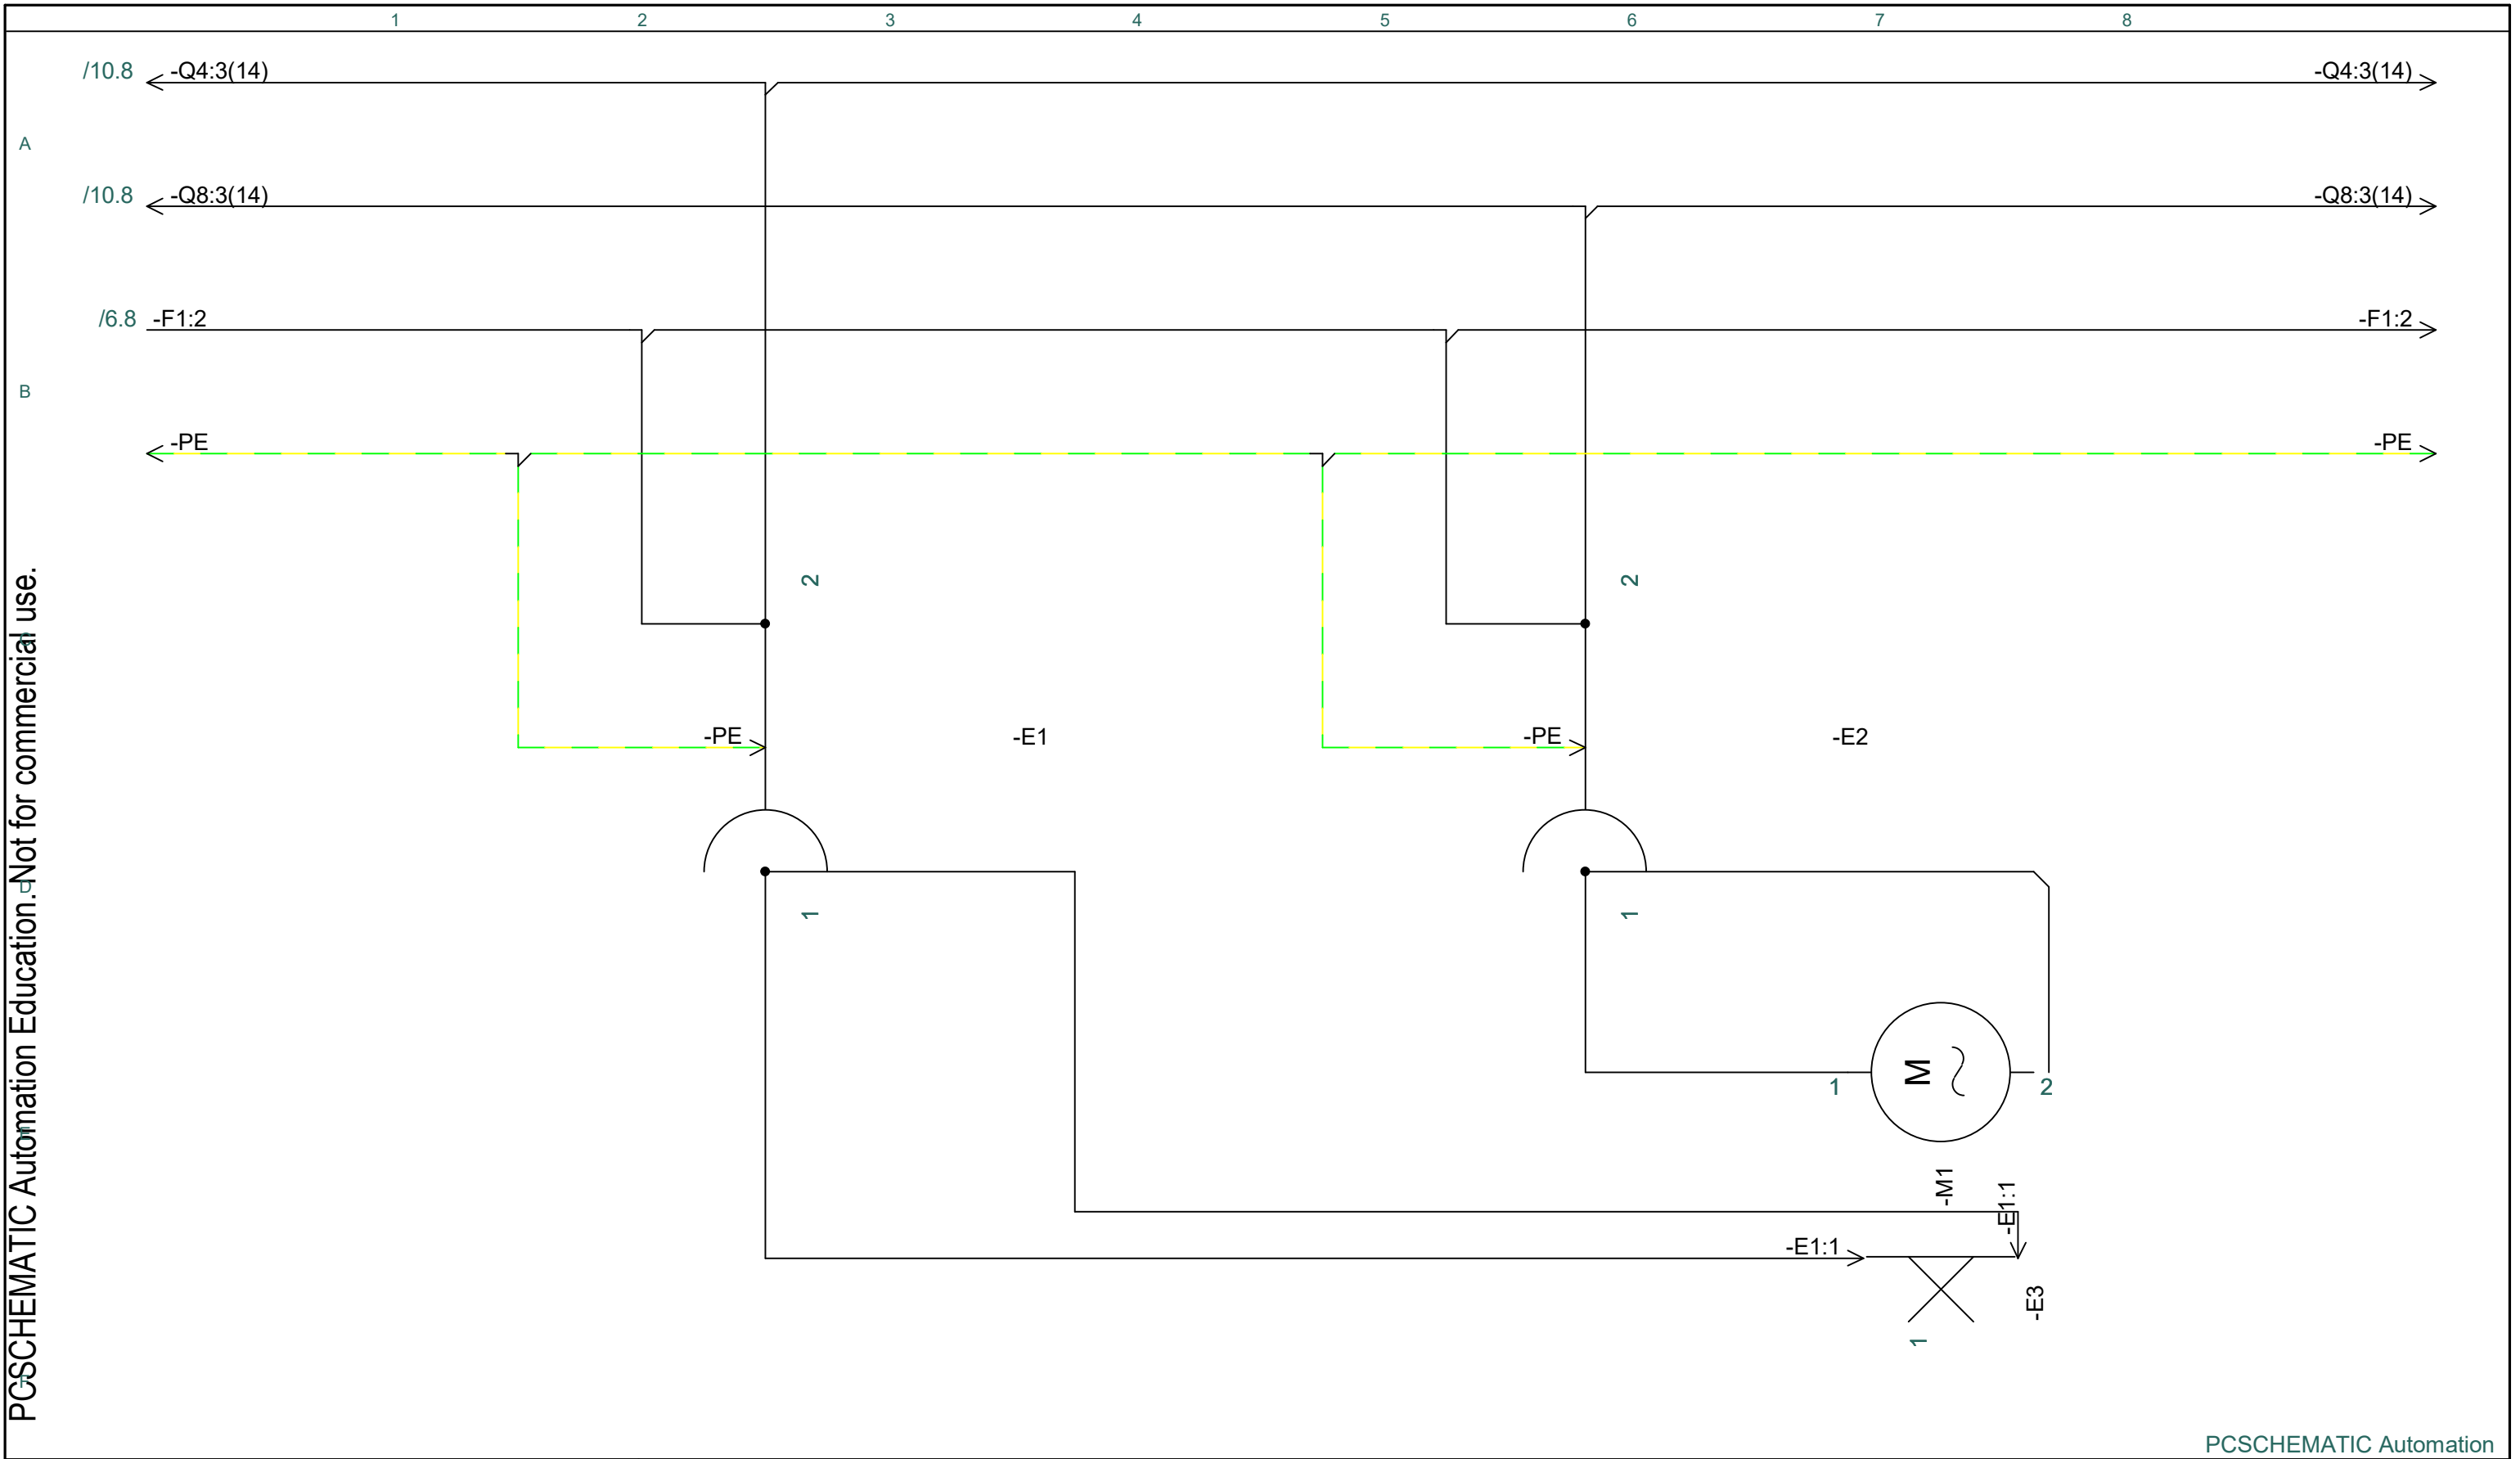 1 2 3 4 5 6 7 8
/10.8 -Q4:3(14) -Q4:3(14)
A
/10.8 -Q8:3(14) -Q8:3(14)
/6.8 -F1:2 -F1:2
B
-PE -PE
2 2
C
-PE -E1 -PE -E2
D
1 1
M
1 2
E
-M1
-E1:1
-E1:1
-E3
1
F
PCSCHEMATIC Automation Education. Not for commercial use.
PCSCHEMATIC Automation